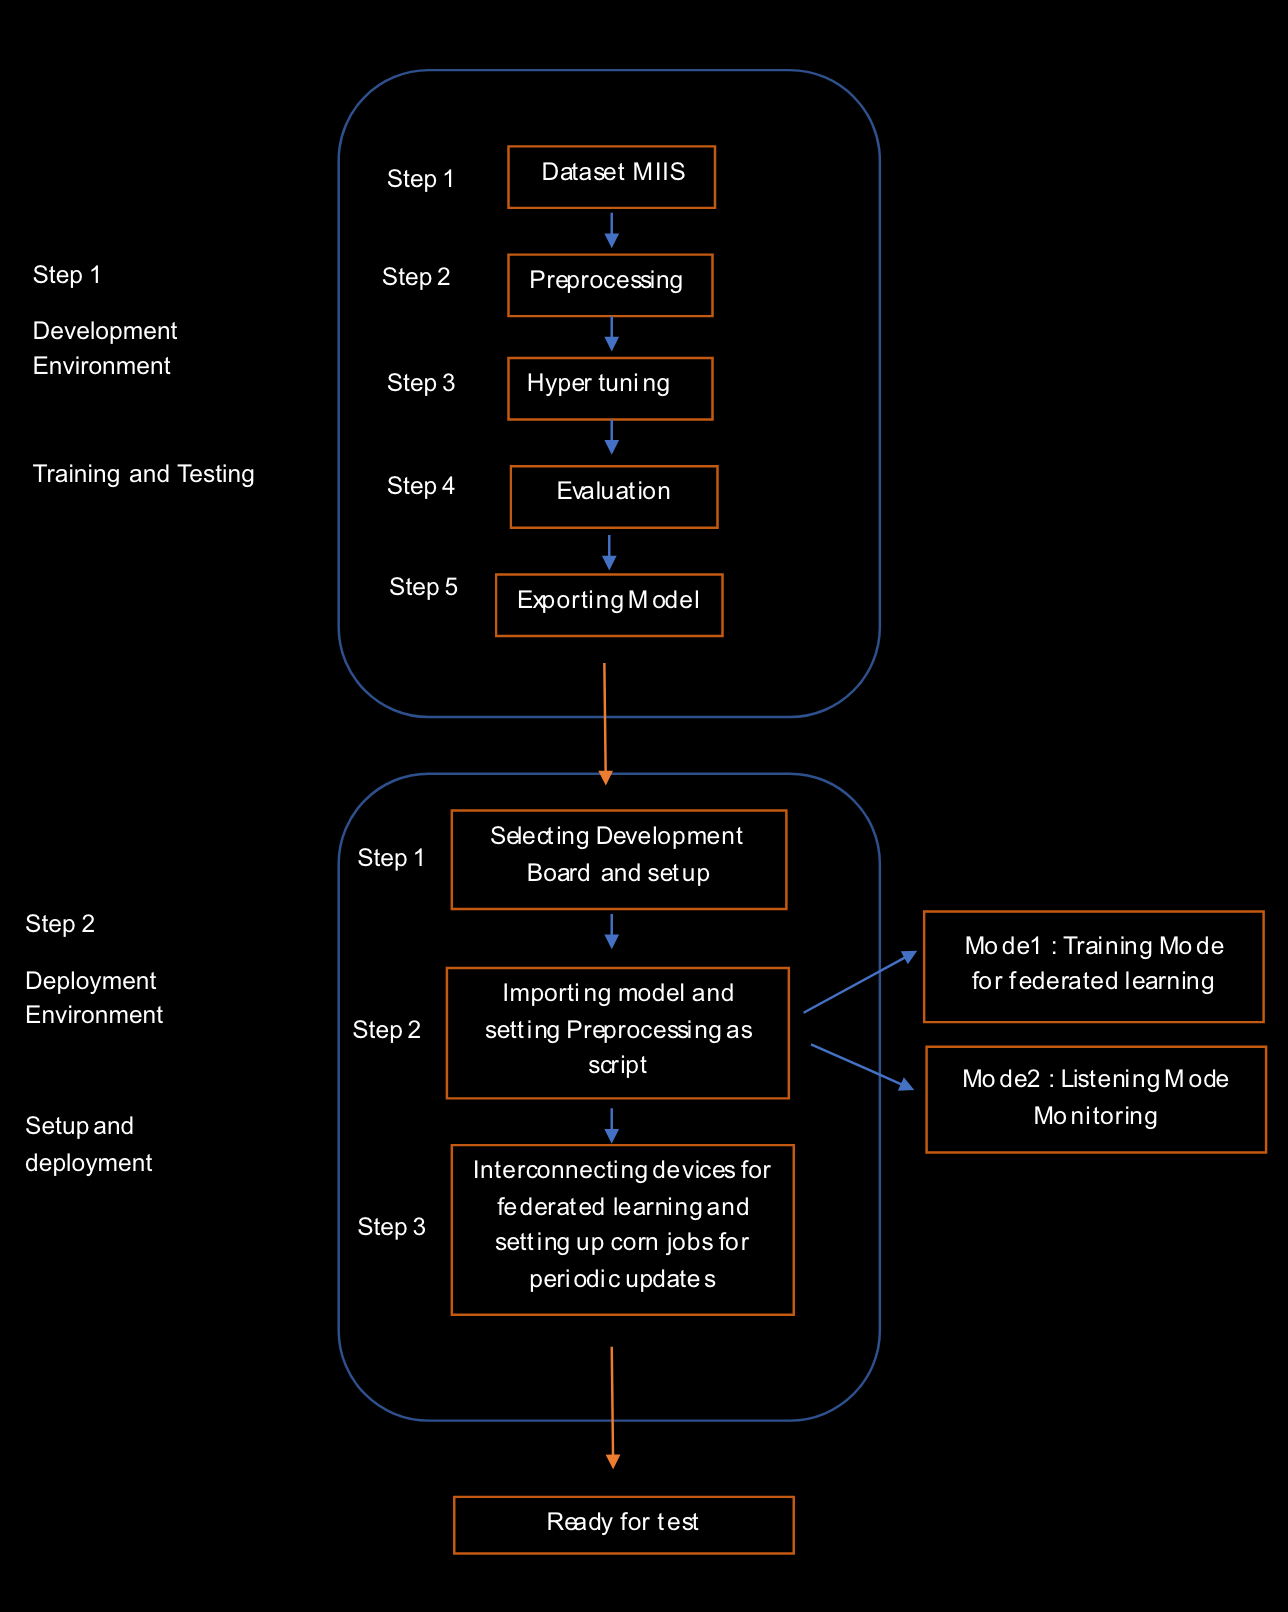 Step 1
Development
Environment
Training and Testing
Step 1
Dataset MIIS
Step 2
Preprocessing
Step 3
Hyper tuning
Step 4
Evaluation
Step 5
Exporting Model
Step 2
Deployment
Environment
Setup and
deployment
Step 1
Selecting Development
Board and setup
Step 2
Importing model and
setting Preprocessing as
script
Mode1 : Training Mode
for federated learning
Mode2 : Listening Mode
Monitoring
Step 3
Interconnecting devices for
federated learning and
setting up corn jobs for
periodic updates
Ready for test